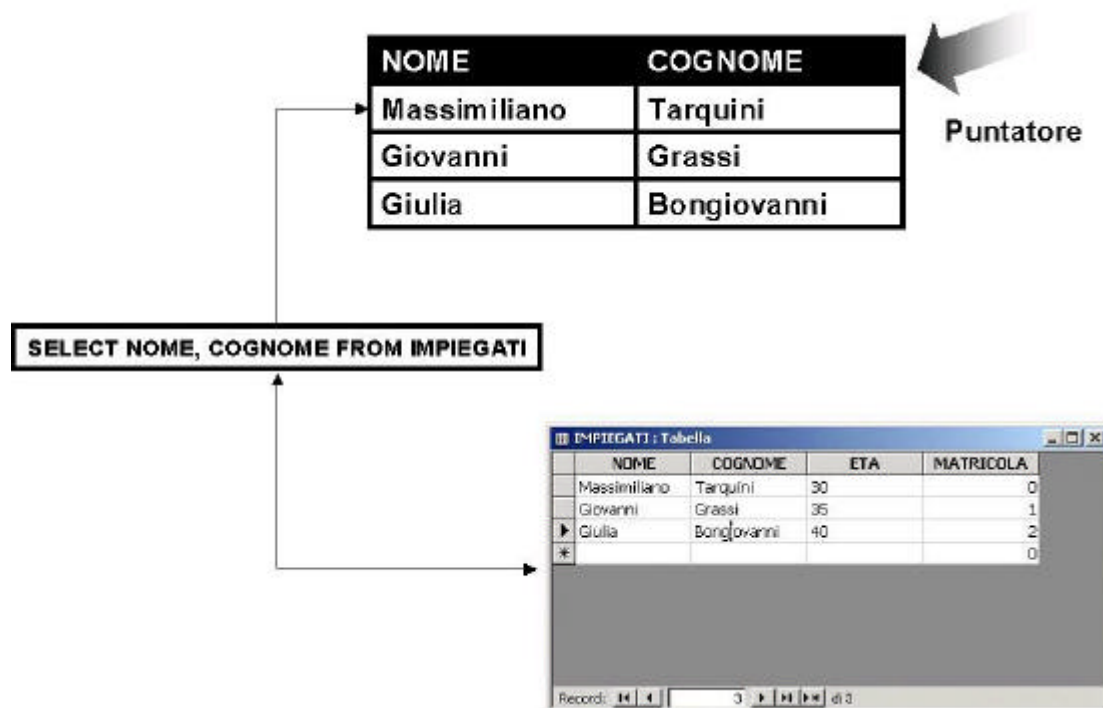 NOME COGNOME
Massimiliano Tarquini
Giovanni Grassi
Giulia Bongiovanni
Puntatore
SELECT NOME, COGNOME FROM IMPIEGATI
IMPIEGATI : Tabella
NOME COGNOME ETA MATRICOLA
Massimiliano Tarquini 30 0
Giovanni Grassi 35 1
Giulia Bongiovanni 40 2
* 0
Record: 3 di 3